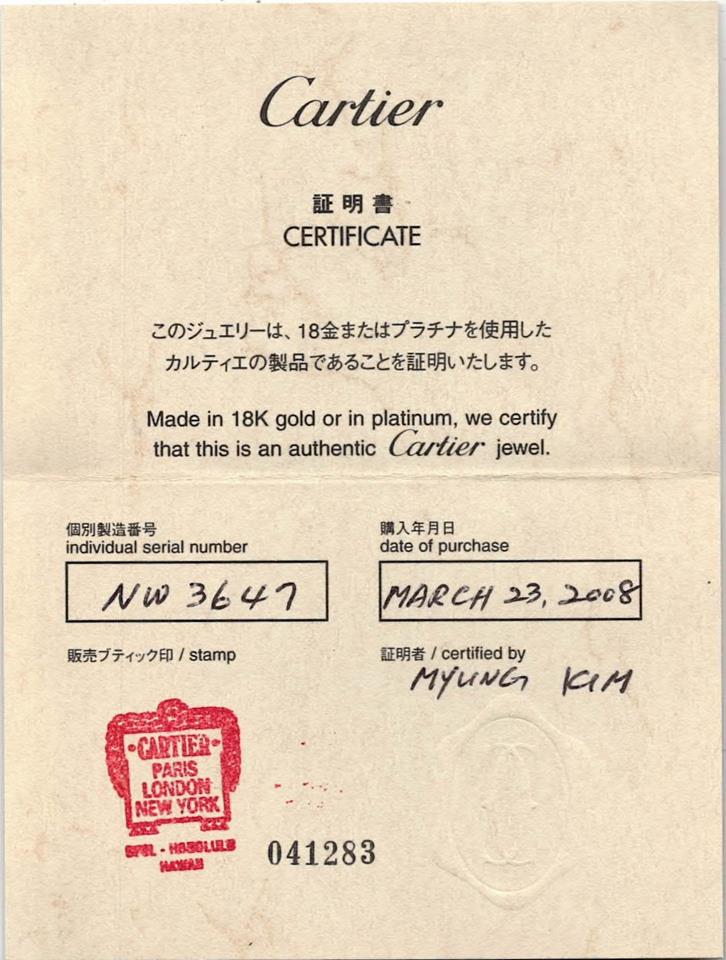 Cartier
証明書
CERTIFICATE
このジュエリーは、18金またはプラチナを使用した
カルティエの製品であることを証明いたします。
Made in 18K gold or in platinum, we certify
that this is an authentic Cartier jewel.
個別製造番号
individual serial number
NW 3647
購入年月日
date of purchase
MARCH 23, 2008
販売ブティック印 / stamp
証明者 / certified by
MYUNG KIM
CARTIER
PARIS
LONDON
NEW YORK
HONOLULU
HAWAII
041283